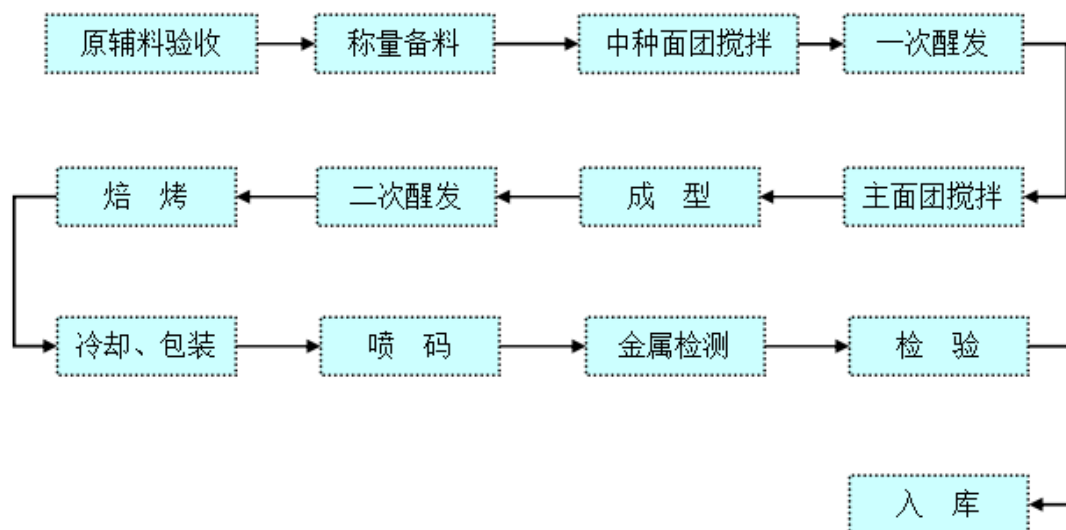 原辅料验收
称量备料
中种面团搅拌
一次醒发
主面团搅拌
成 型
二次醒发
焙 烤
冷却、包装
喷 码
金属检测
检 验
入 库